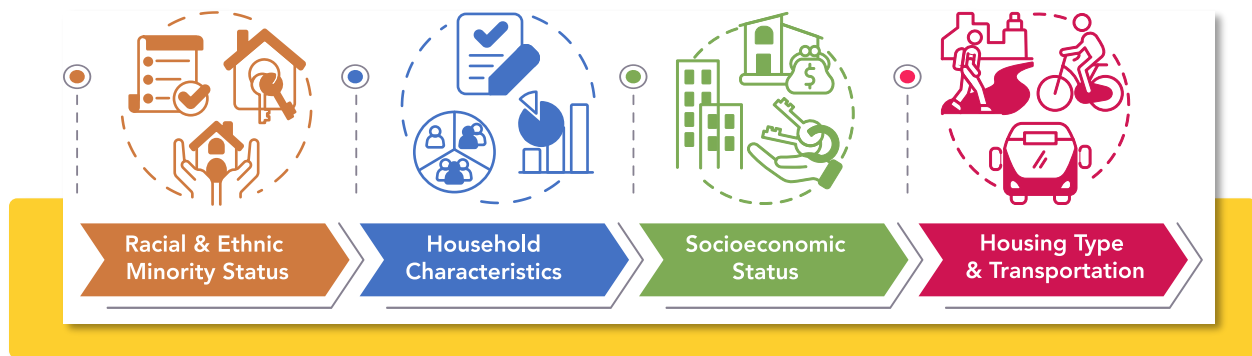 Racial & Ethnic
Minority Status
Household
Characteristics
Socioeconomic
Status
Housing Type
& Transportation
$